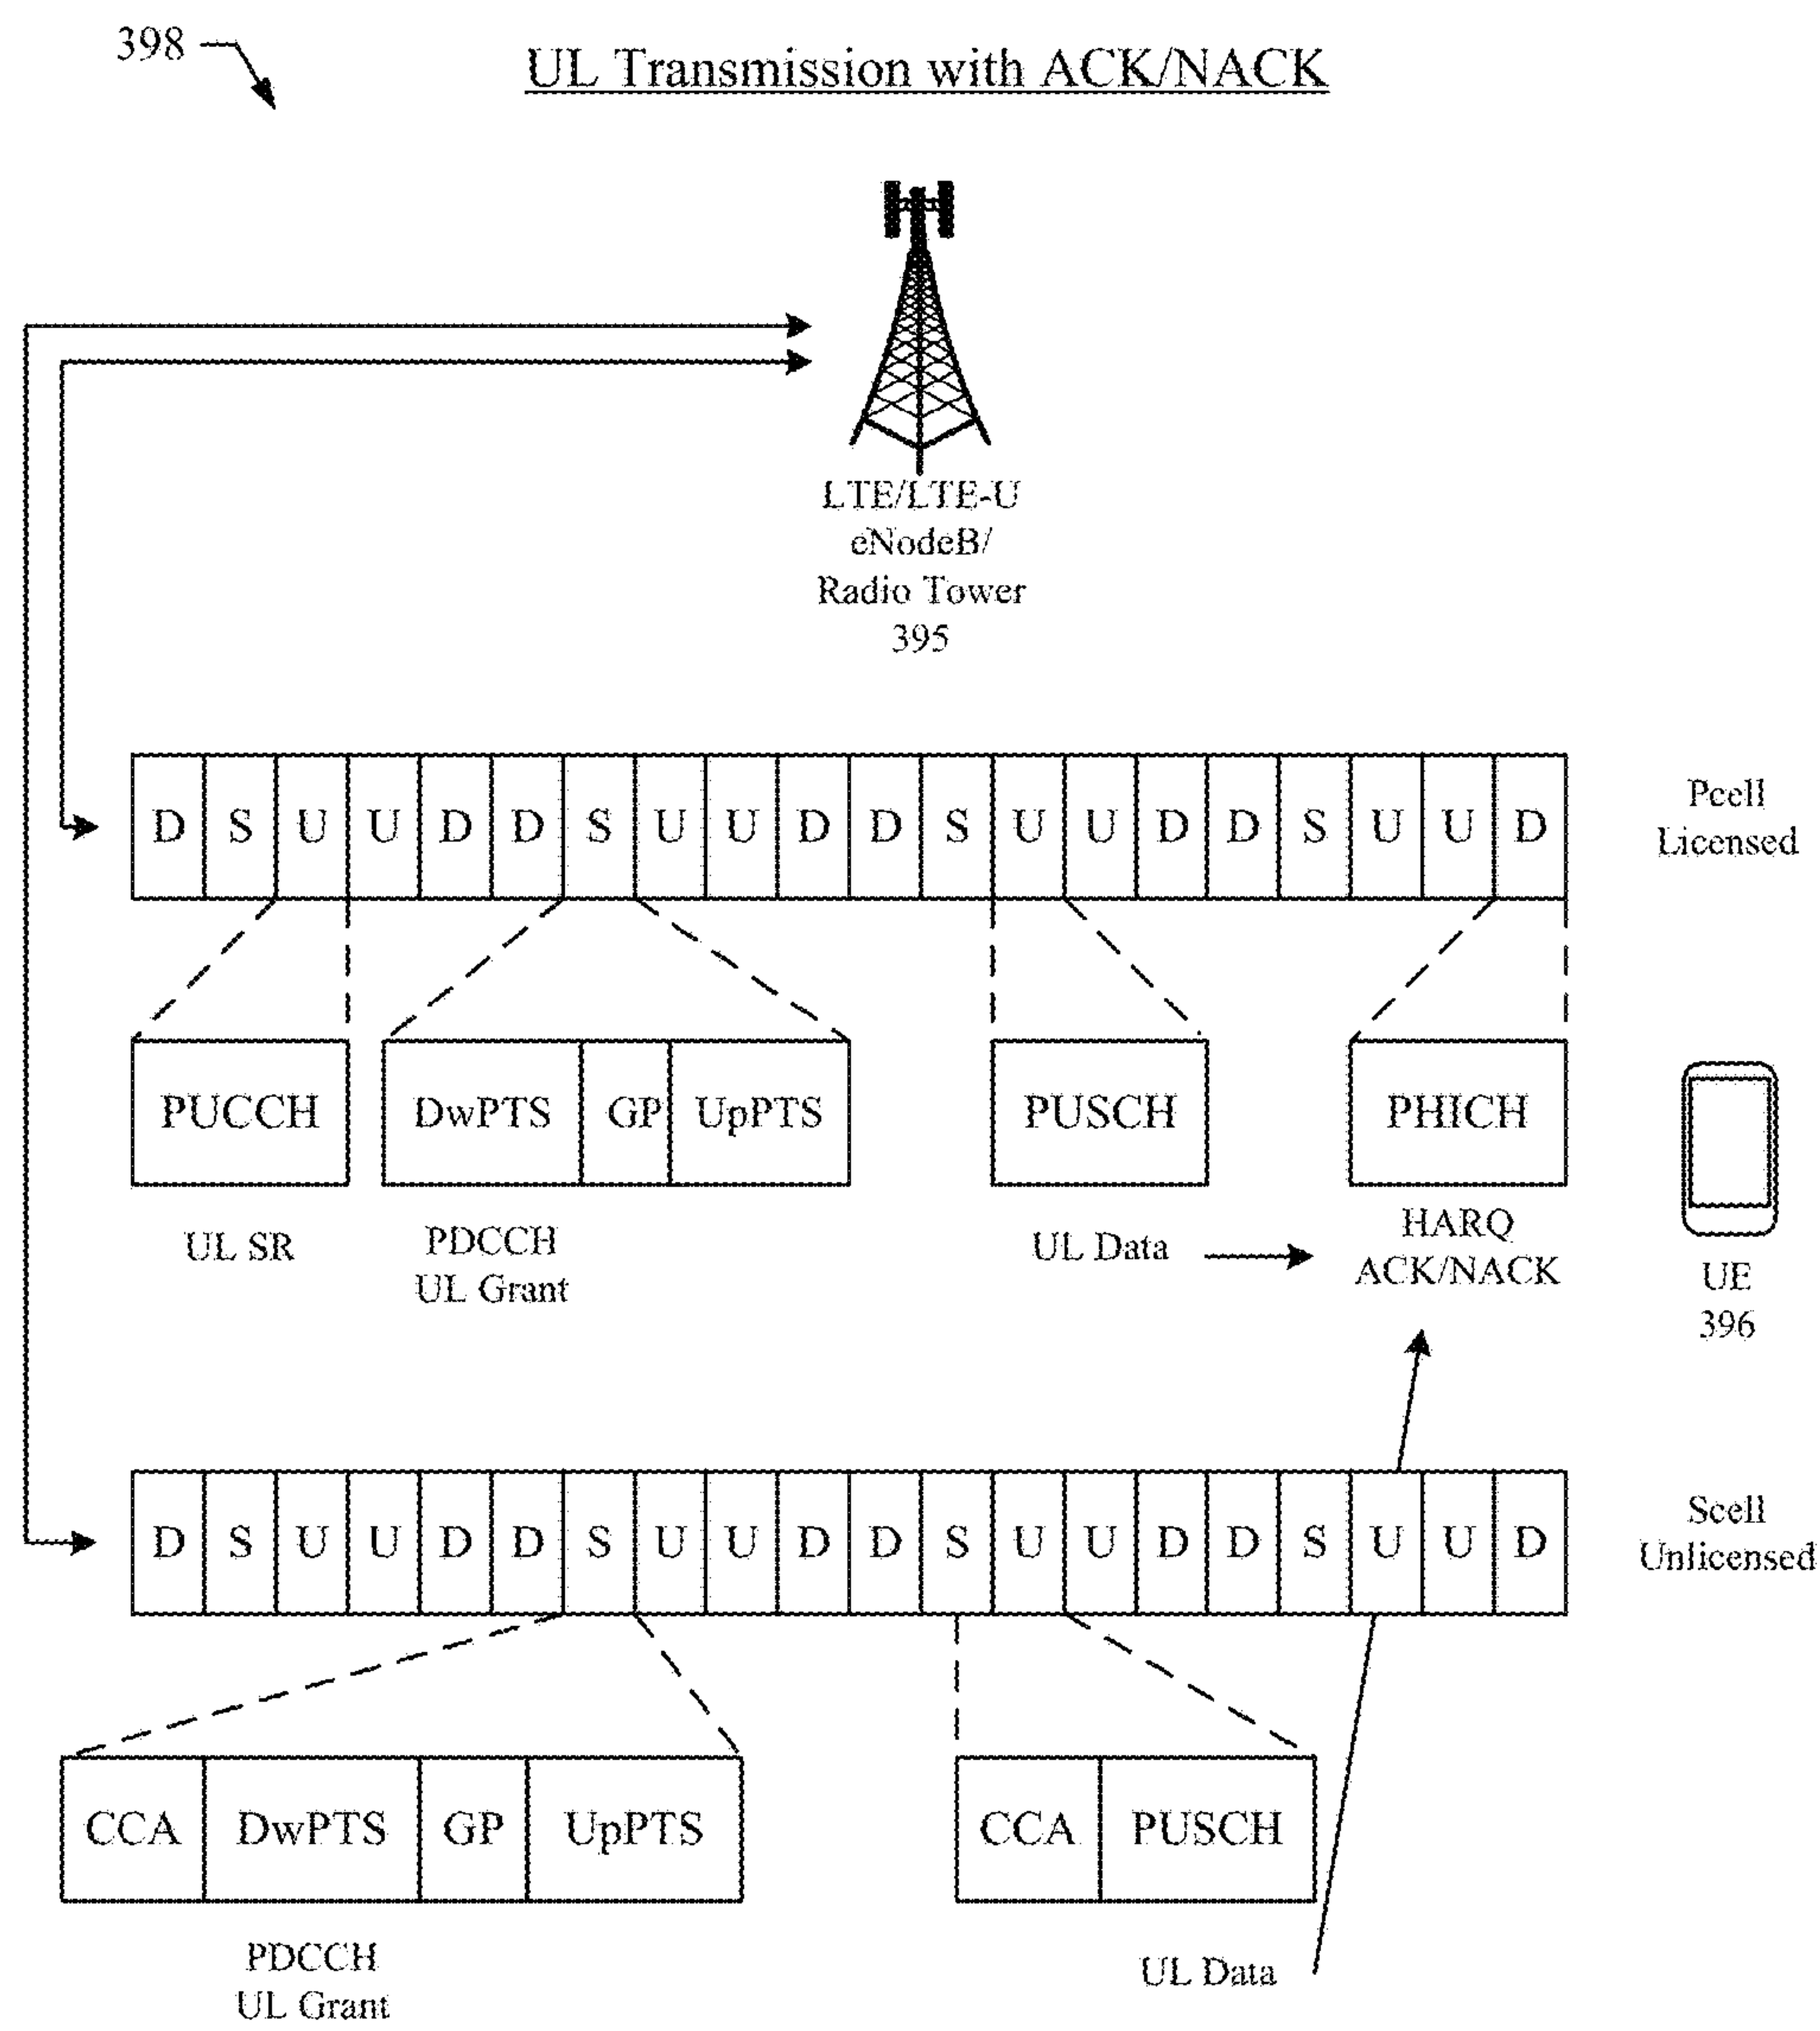 398
UL Transmission with ACK/NACK
LTE/LTE-U
eNodeB/
Radio Tower
395
D S U U D D S U U D D S U U D D S U U D
Pcell
Licensed
PUCCH
DwPTS GP UpPTS
PUSCH
PHICH
UL SR
PDCCH
UL Grant
UL Data
HARQ
ACK/NACK
UE
396
D S U U D D S U U D D S U U D D S U U D
Scell
Unlicensed
CCA DwPTS GP UpPTS
CCA PUSCH
PDCCH
UL Grant
UL Data